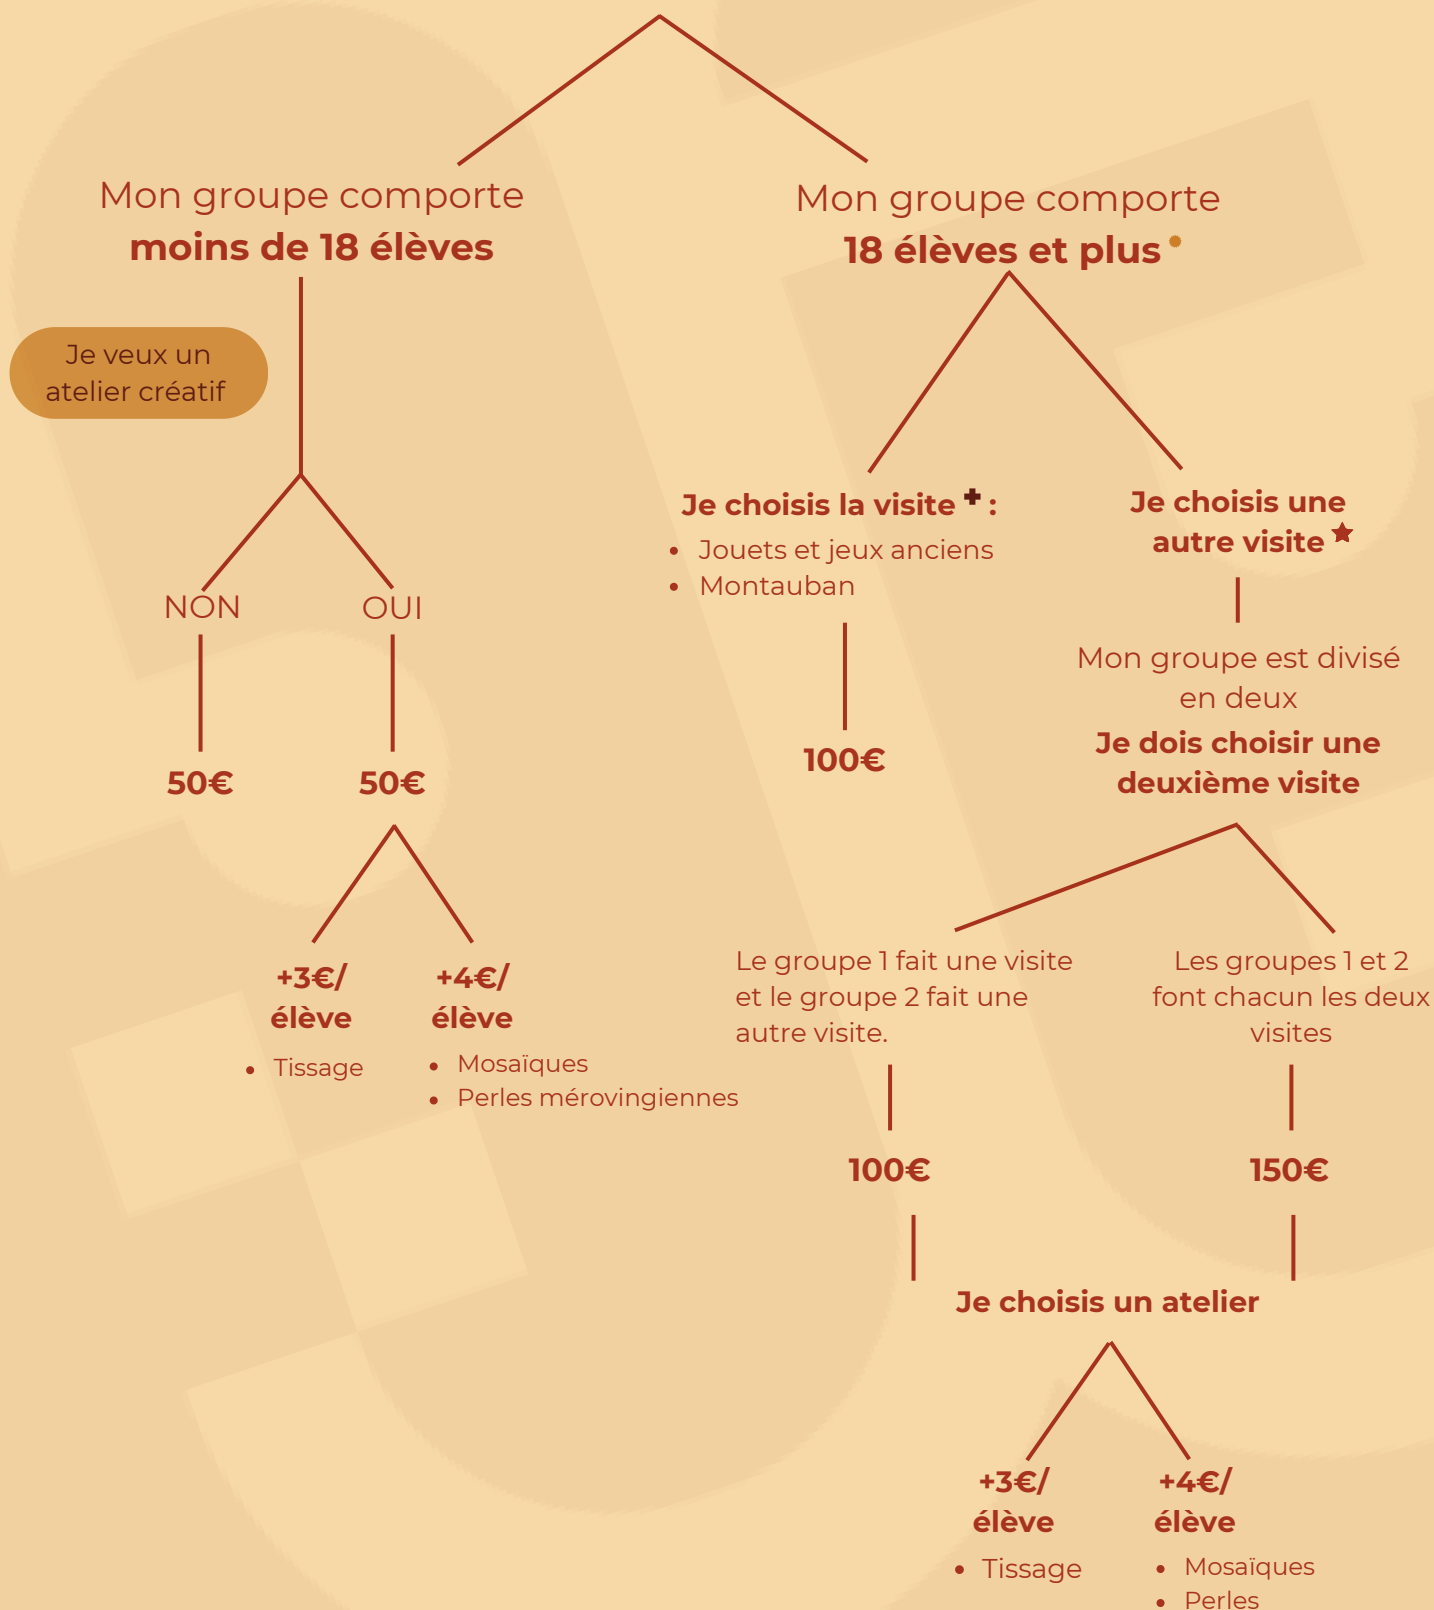 Mon groupe comporte
moins de 18 élèves
Mon groupe comporte
18 élèves et plus
Je veux un
atelier créatif
Je choisis la visite + :
• Jouets et jeux anciens
• Montauban
Je choisis une
autre visite ★
NON
OUI
Mon groupe est divisé
en deux
Je dois choisir une
deuxième visite
50€
50€
100€
+3€/
élève
• Tissage
+4€/
élève
• Mosaïques
• Perles mérovingiennes
Le groupe 1 fait une visite
et le groupe 2 fait une
autre visite.
Les groupes 1 et 2
font chacun les deux
visites
100€
150€
Je choisis un atelier
+3€/
élève
• Tissage
+4€/
élève
• Mosaïques
• Perles